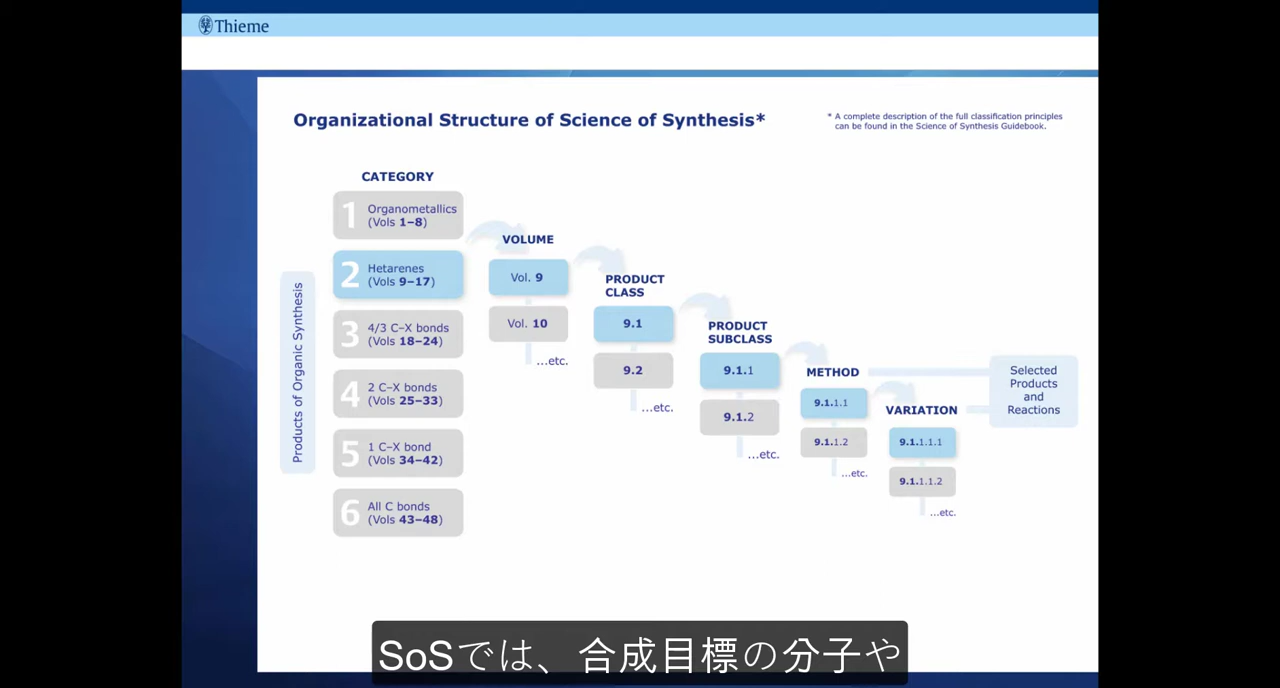 Thieme
Organizational Structure of Science of Synthesis*
* A complete description of the full classification principles
can be found in the Science of Synthesis Guidebook.
Products of Organic Synthesis
CATEGORY
1 Organometallics
(Vols 1–8)
2 Hetarenes
(Vols 9–17)
3 4/3 C–X bonds
(Vols 18–24)
4 2 C–X bonds
(Vols 25–33)
5 1 C–X bond
(Vols 34–42)
6 All C bonds
(Vols 43–48)
VOLUME
Vol. 9
Vol. 10
...etc.
PRODUCT
CLASS
9.1
9.2
...etc.
PRODUCT
SUBCLASS
9.1.1
9.1.2
...etc.
METHOD
9.1.1.1
9.1.1.2
...etc.
VARIATION
9.1.1.1.1
9.1.1.1.2
...etc.
Selected
Products
and
Reactions
SoSでは、合成目標の分子や